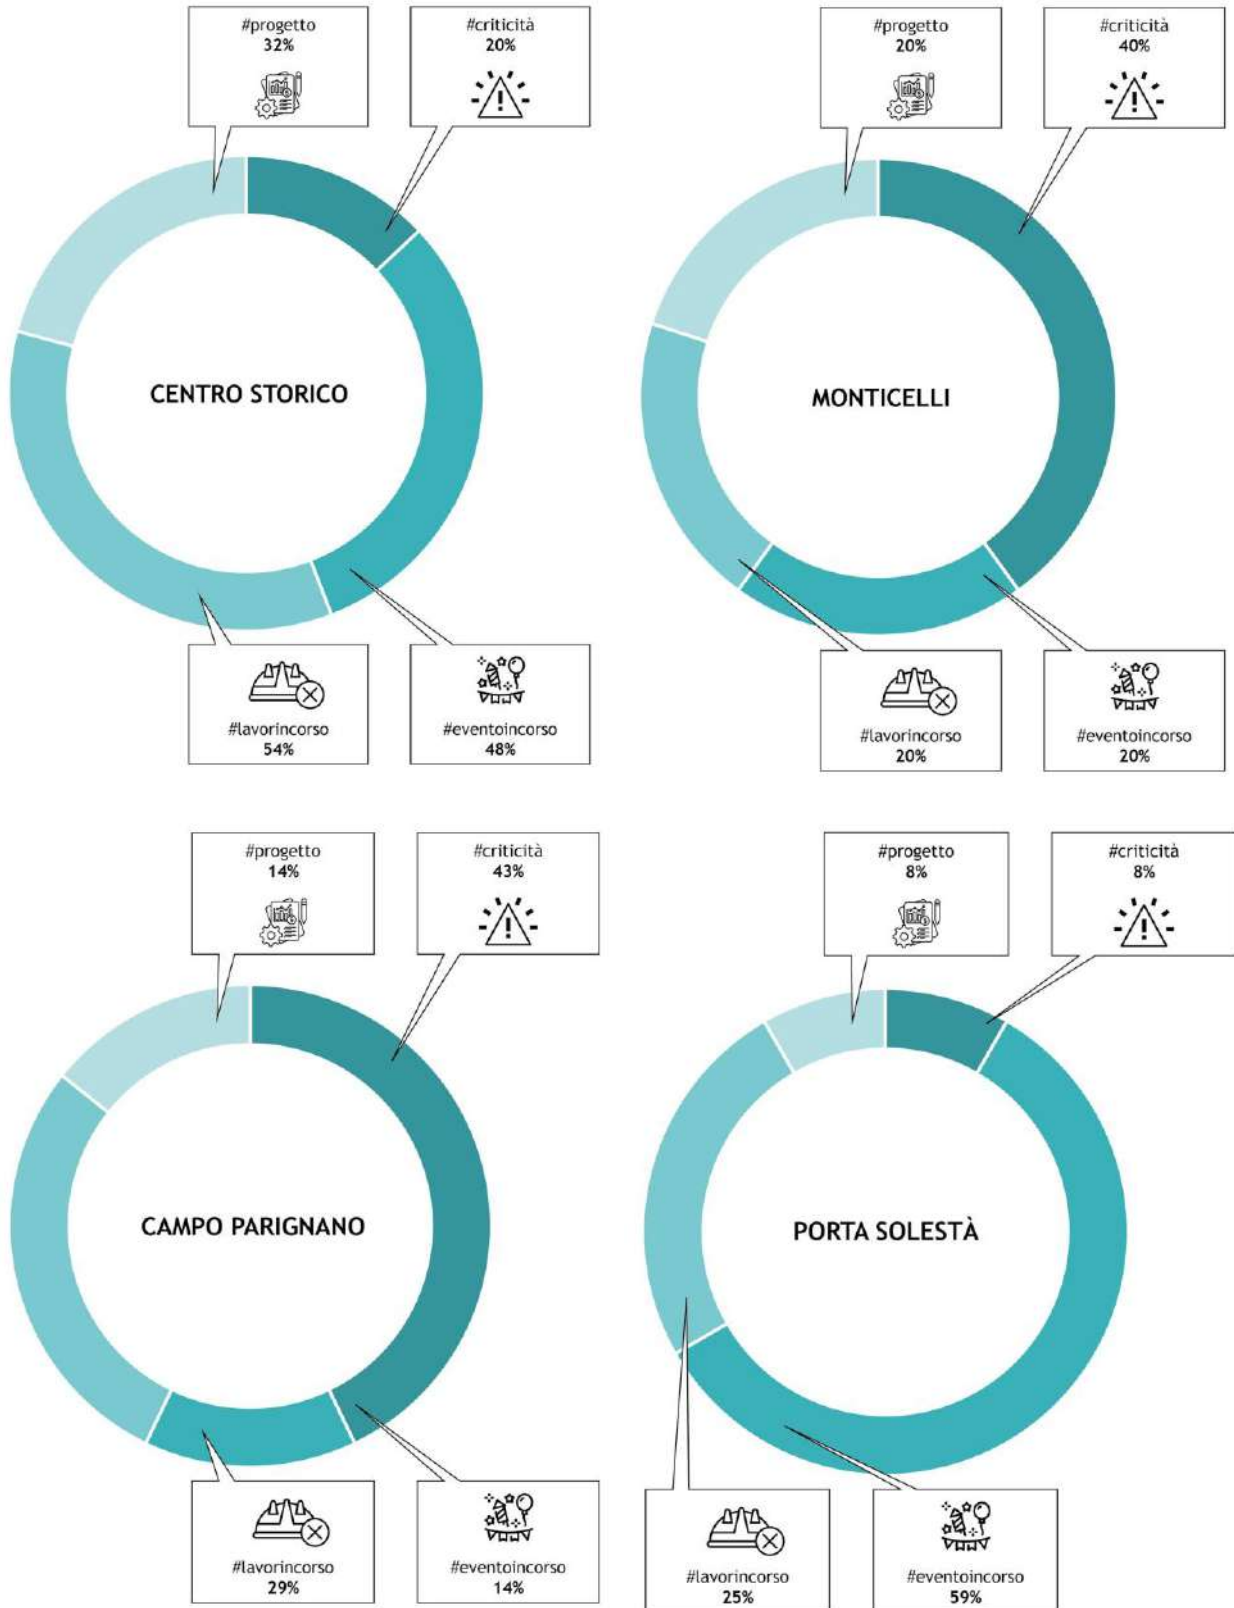 #progetto
32%
#criticità
20%
CENTRO STORICO
#lavorincorso
54%
#eventoincorso
48%
#progetto
20%
#criticità
40%
MONTICELLI
#lavorincorso
20%
#eventoincorso
20%
#progetto
14%
#criticità
43%
CAMPO PARIGNANO
#lavorincorso
29%
#eventoincorso
14%
#progetto
8%
#criticità
8%
PORTA SOLESTÀ
#lavorincorso
25%
#eventoincorso
59%